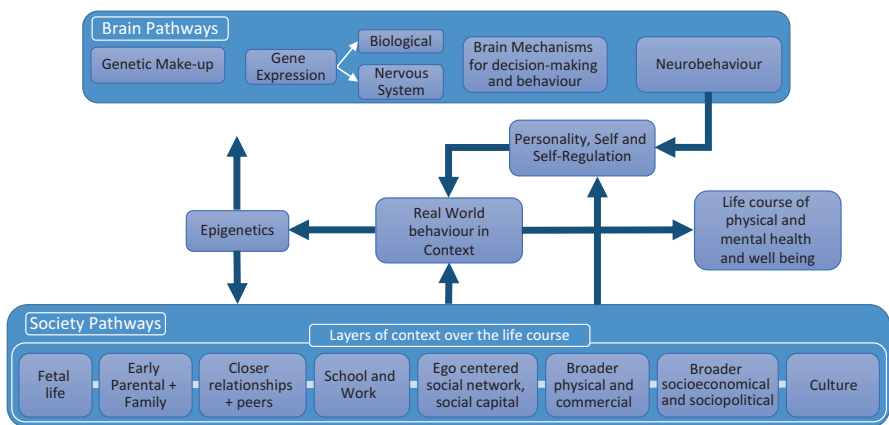 Brain Pathways
Genetic Make-up
Gene
Expression
Biological
Nervous
System
Brain Mechanisms
for decision-making
and behaviour
Neurobehaviour
Personality, Self and
Self-Regulation
Epigenetics
Real World
behaviour in
Context
Life course of
physical and
mental health
and well being
Society Pathways
Layers of context over the life course
Fetal
life
Early
Parental +
Family
Closer
relationships
+ peers
School and
Work
Ego centered
social network,
social capital
Broader
physical and
commercial
Broader
socioeconomical
and sociopolitical
Culture